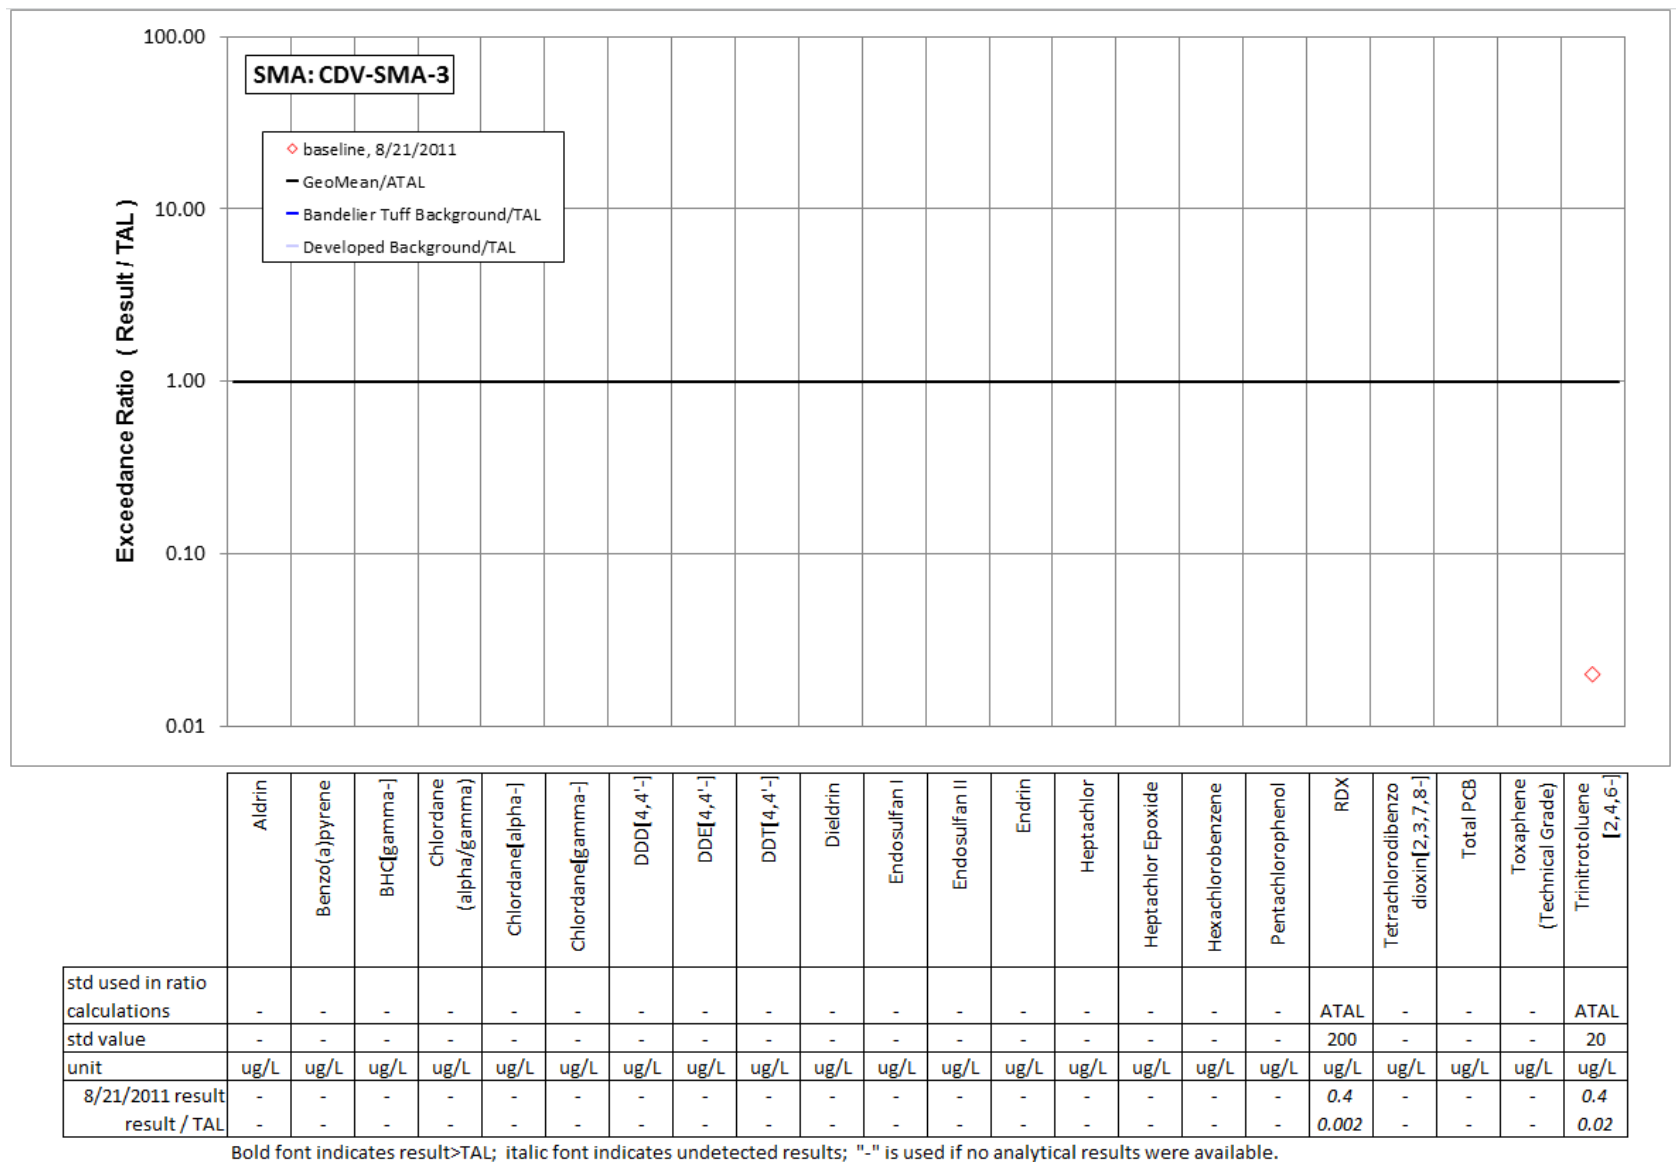 100.00
SMA: CDV-SMA-3
baseline, 8/21/2011
GeoMean/ATAL
Bandelier Tuff Background/TAL
Developed Background/TAL
10.00
1.00
0.10
0.01
Exceedance Ratio ( Result / TAL )
Aldrin
Benzo(a)pyrene
BHC[gamma-]
Chlordane
(alpha/gamma)
Chlordane[alpha-]
Chlordane[gamma-]
DDD[4,4'-]
DDE[4,4'-]
DDT[4,4'-]
Dieldrin
Endosulfan I
Endosulfan II
Endrin
Heptachlor
Heptachlor Epoxide
Hexachlorobenzene
Pentachlorophenol
RDX
Tetrachlorodibenzo
dioxin[2,3,7,8-]
Total PCB
Toxaphene
(Technical Grade)
Trinitrotoluene
[2,4,6-]
std used in ratio
calculations - - - - - - - - - - - - - - - - - ATAL - - - ATAL
std value - - - - - - - - - - - - - - - - - 200 - - - 20
unit ug/L ug/L ug/L ug/L ug/L ug/L ug/L ug/L ug/L ug/L ug/L ug/L ug/L ug/L ug/L ug/L ug/L ug/L ug/L ug/L ug/L ug/L
8/21/2011 result - - - - - - - - - - - - - - - - - 0.4 - - - 0.4
result / TAL - - - - - - - - - - - - - - - - - 0.002 - - - 0.02
Bold font indicates result>TAL; italic font indicates undetected results; "-" is used if no analytical results were available.